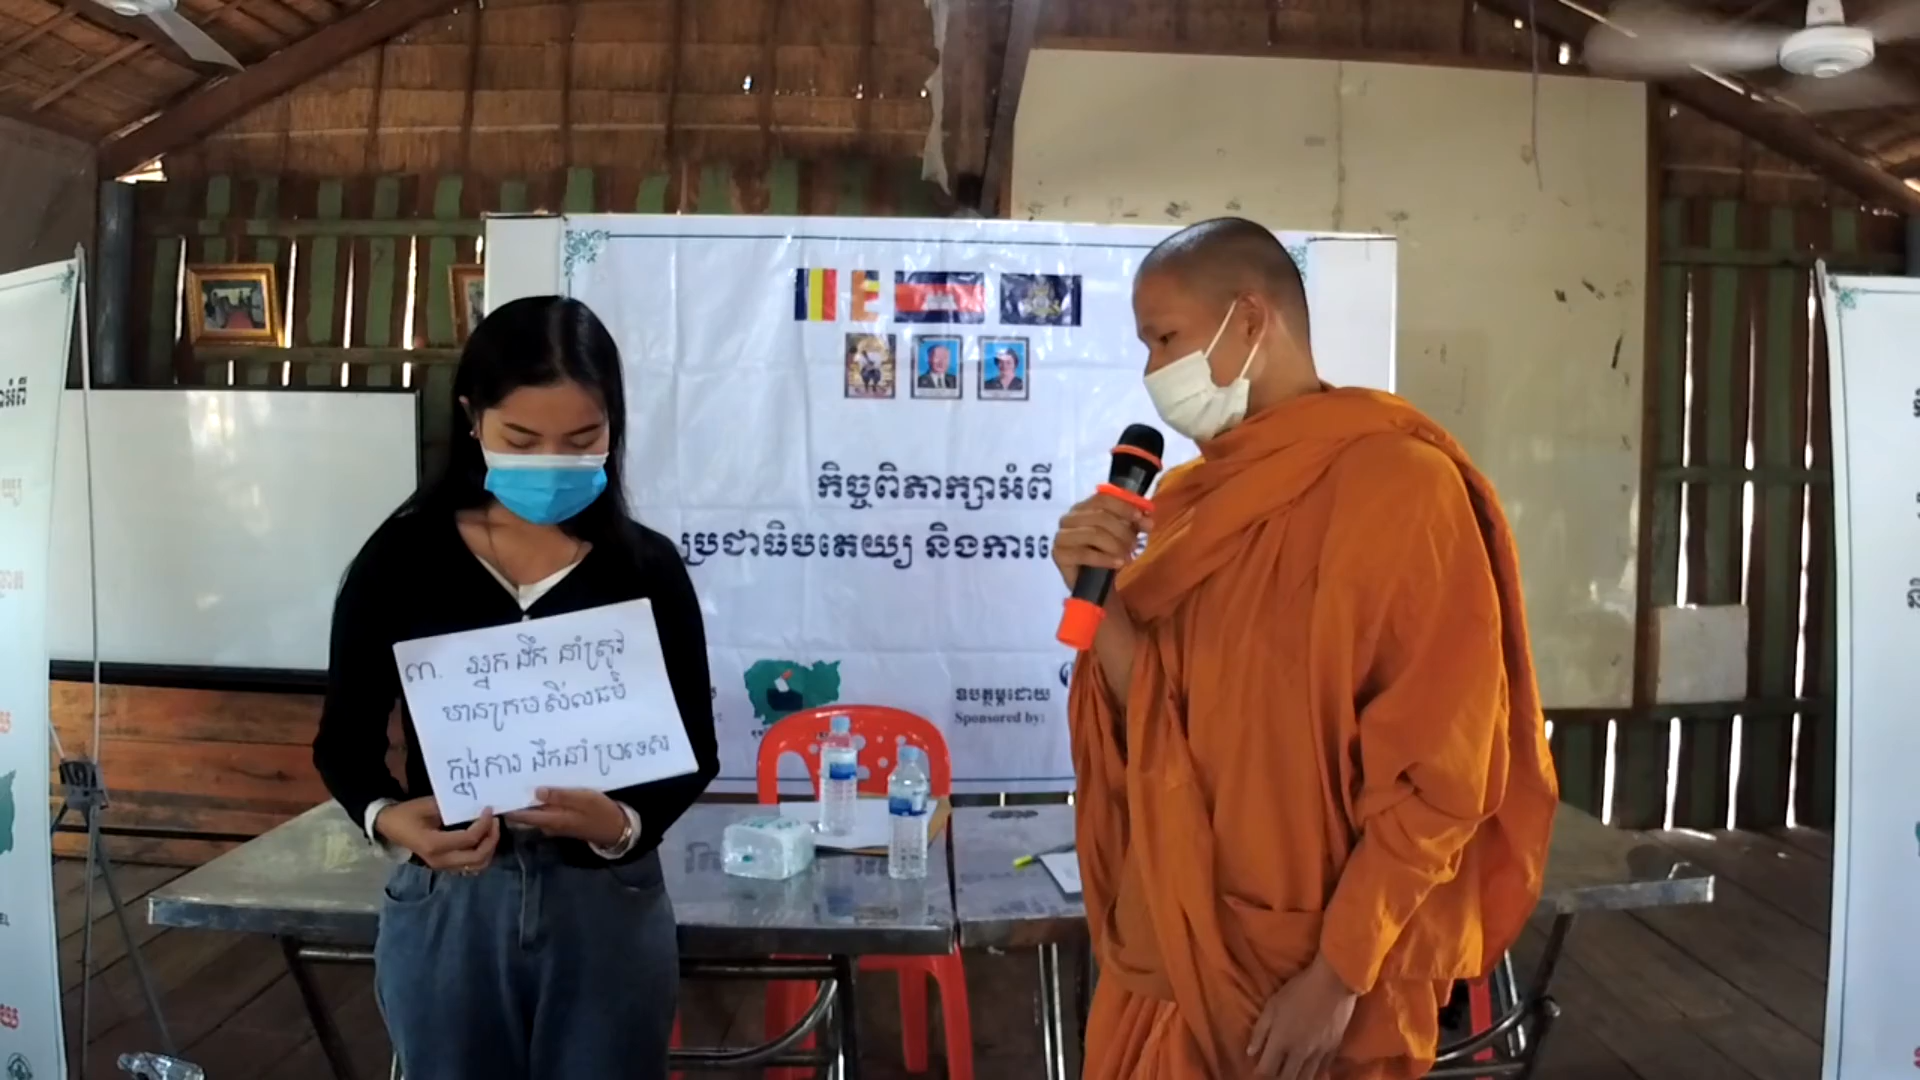 កិច្ចពិភាក្សាអំពី
ប្រជាធិបតេយ្យ និងការ
៣. អ្នកដឹក នាំត្រូវ
មានក្រមសីលធម៌
ក្នុងការ ដឹកនាំ ប្រទេស
ឧបត្ថម្ភដោយ
Sponsored by: